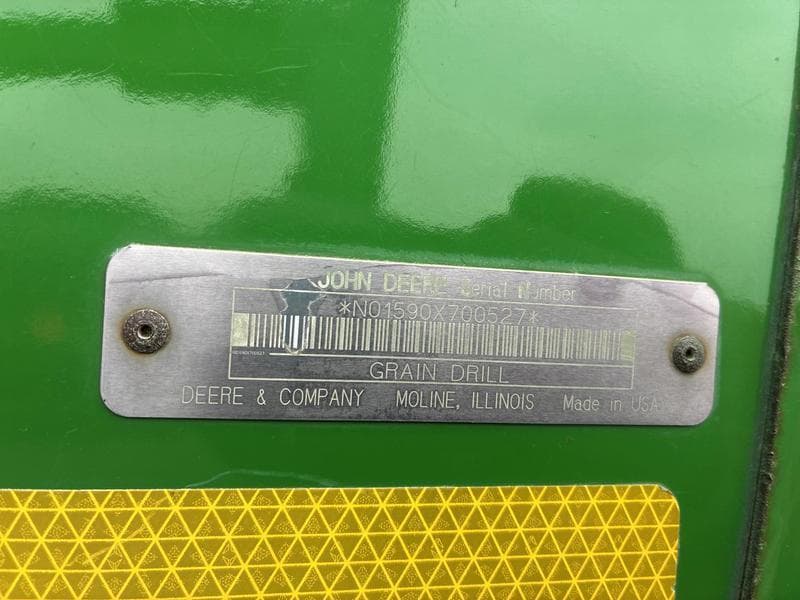 JOHN DEERE Serial Number
*N01590X700527*
GRAIN DRILL
DEERE & COMPANY MOLINE, ILLINOIS Made in USA